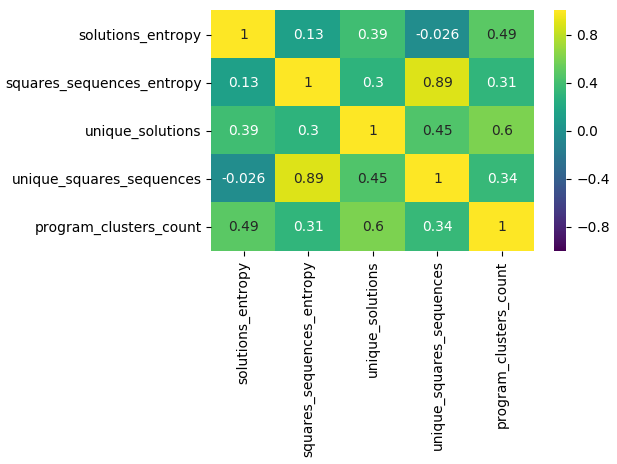 solutions_entropy 1 0.13 0.39 -0.026 0.49
squares_sequences_entropy 0.13 1 0.3 0.89 0.31
unique_solutions 0.39 0.3 1 0.45 0.6
unique_squares_sequences -0.026 0.89 0.45 1 0.34
program_clusters_count 0.49 0.31 0.6 0.34 1
solutions_entropy
squares_sequences_entropy
unique_solutions
unique_squares_sequences
program_clusters_count
0.8
0.4
0.0
−0.4
−0.8